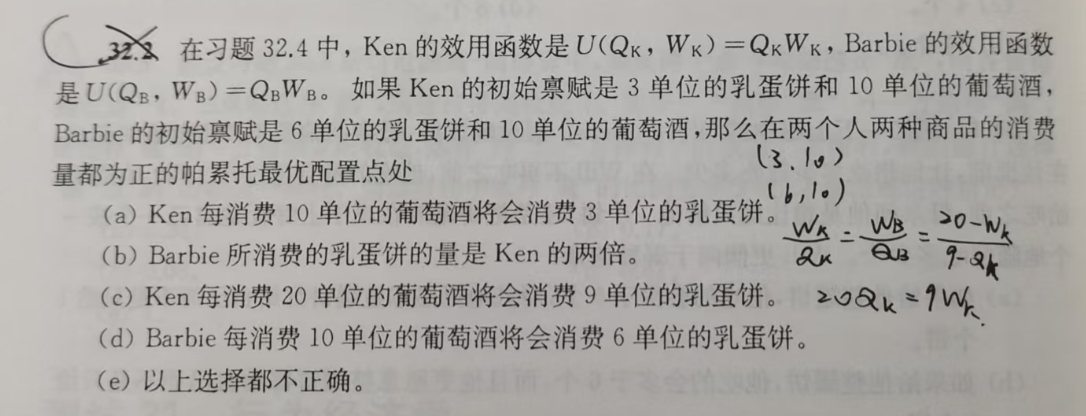 32.2 在习题 32.4 中，Ken 的效用函数是 U(Q_K，W_K)＝Q_KW_K，Barbie 的效用函数
是 U(Q_B，W_B)＝Q_BW_B。 如果 Ken 的初始禀赋是 3 单位的乳蛋饼和 10 单位的葡萄酒，
Barbie 的初始禀赋是 6 单位的乳蛋饼和 10 单位的葡萄酒，那么在两个人两种商品的消费
量都为正的帕累托最优配置点处
(3.10)
(6,10)
(a) Ken 每消费 10 单位的葡萄酒将会消费 3 单位的乳蛋饼。
W_K/Q_K = W_B/Q_B = 20-W_K/9-Q_K
(b) Barbie 所消费的乳蛋饼的量是 Ken 的两倍。
(c) Ken 每消费 20 单位的葡萄酒将会消费 9 单位的乳蛋饼。
20Q_K = 9W_K.
(d) Barbie 每消费 10 单位的葡萄酒将会消费 6 单位的乳蛋饼。
(e) 以上选择都不正确。